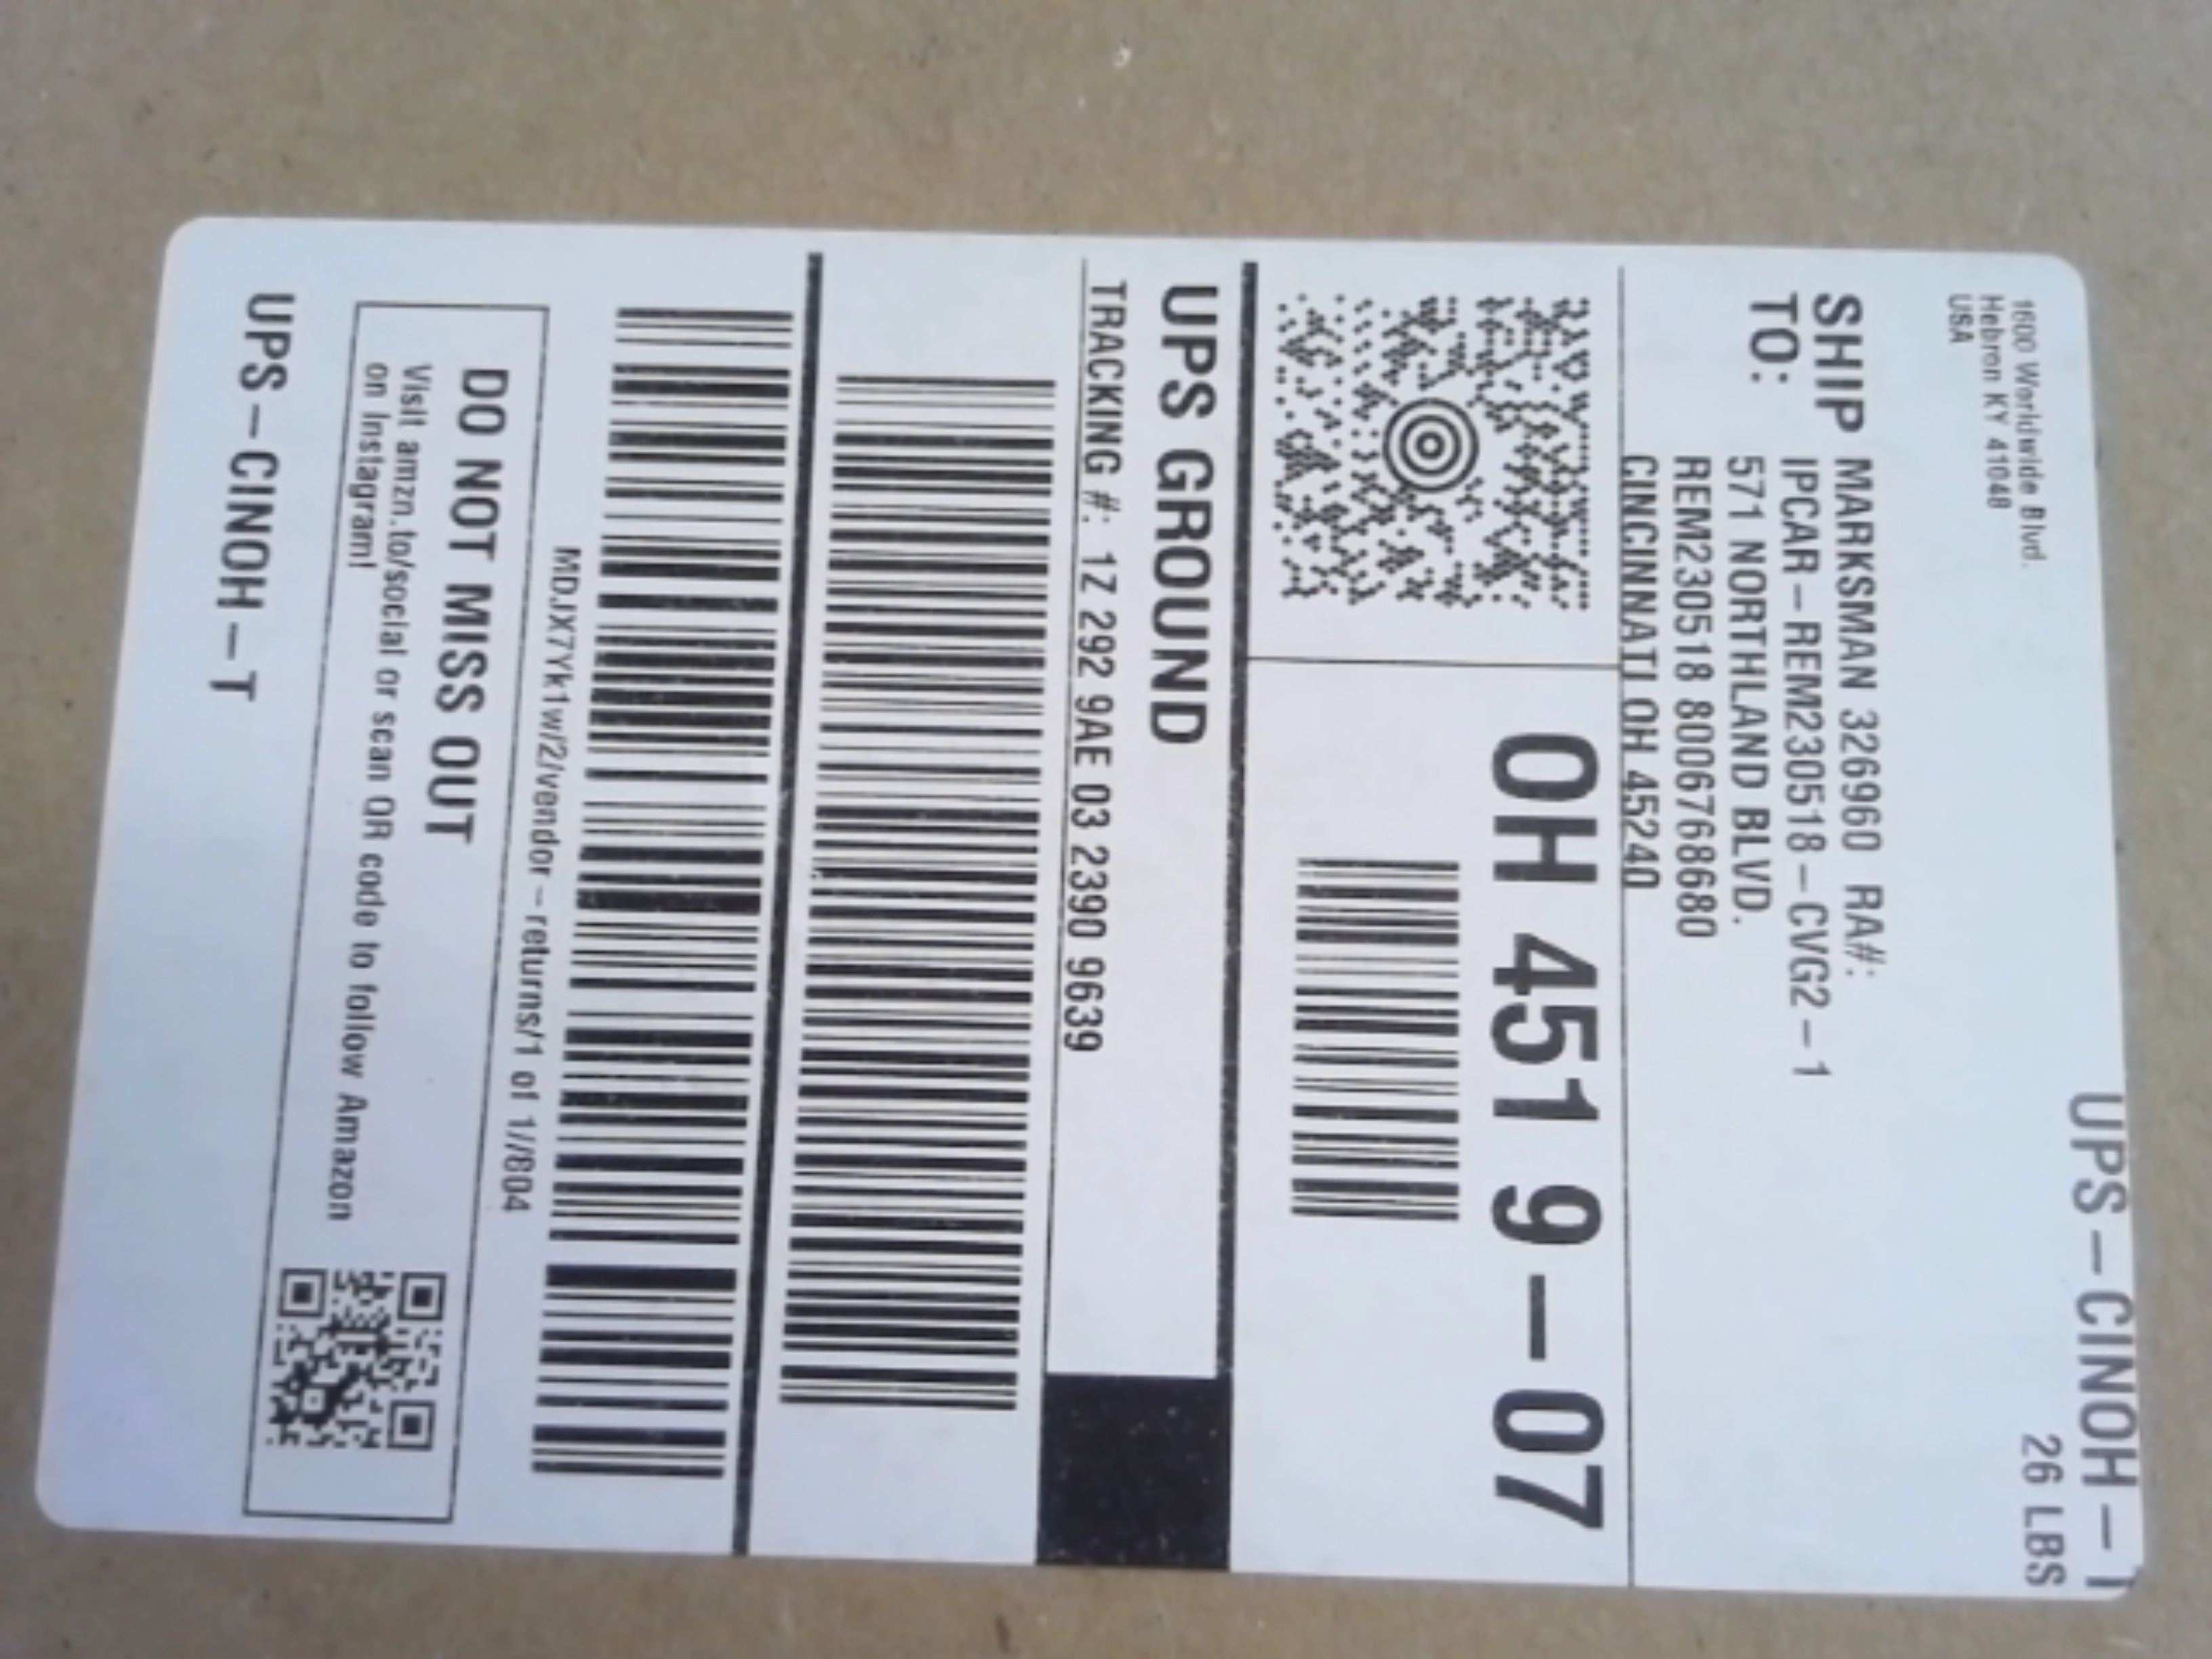 UPS-CINOH-T
26 LBS
1600 Worldwide Blvd.
Hebron KY 41048
USA
SHIP TO:
MARKSMAN 326960 RA#:
IPCAR-REM230518-CVG2-1
571 NORTHLAND BLVD.
REM230518 8006768680
CINCINNATI OH 45240
OH 451 9-07
UPS GROUND
TRACKING #: 1Z 292 9AE 03 2390 9639
MDJX7Yk1w/2/vendor-returns/1 of 1//804
DO NOT MISS OUT
Visit amzn.to/social or scan QR code to follow Amazon
on Instagram!
UPS-CINOH-T